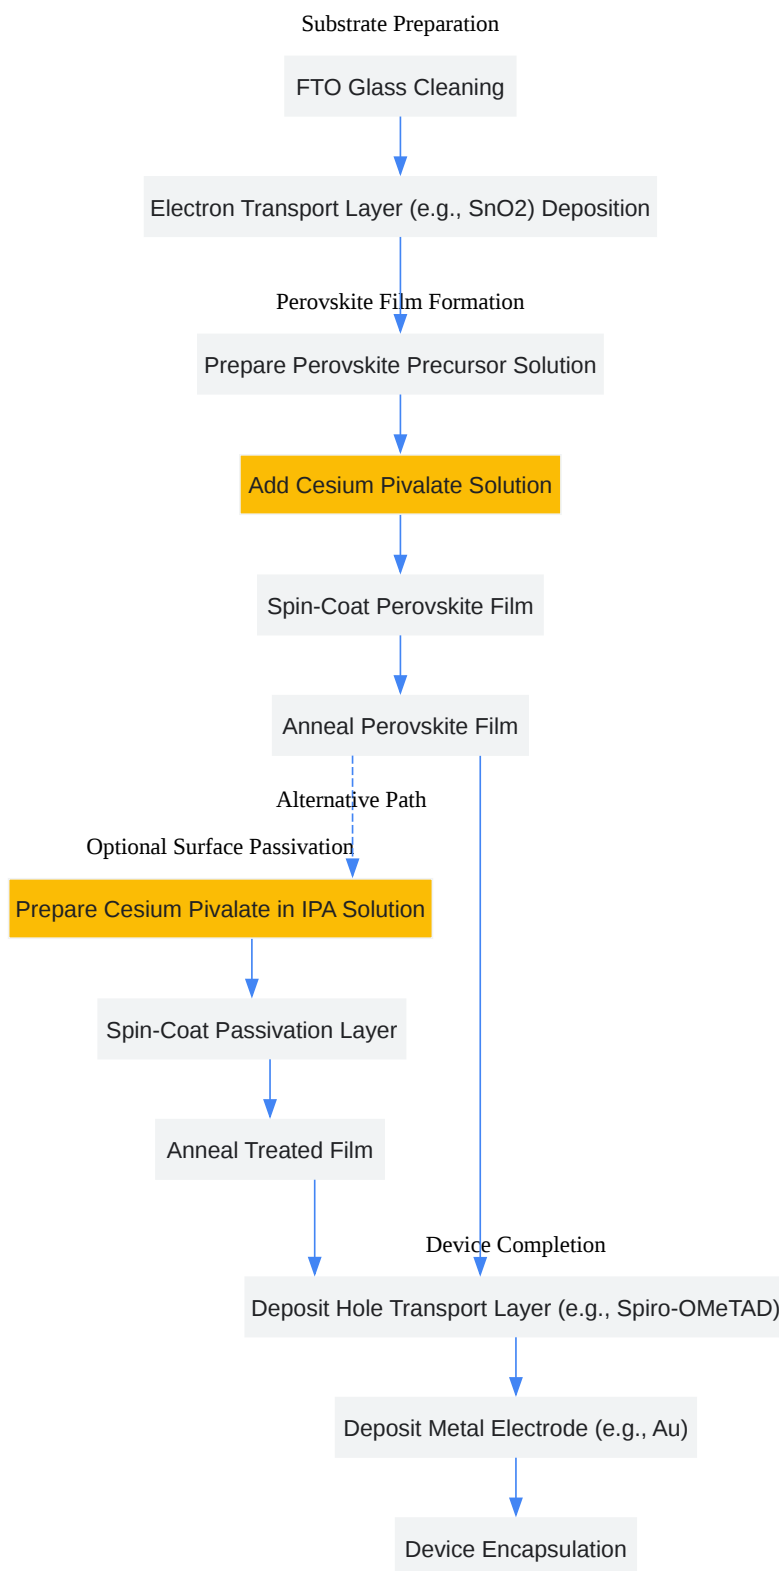 Substrate Preparation
FTO Glass Cleaning
Electron Transport Layer (e.g., SnO2) Deposition
Perovskite Film Formation
Prepare Perovskite Precursor Solution
Add Cesium Pivalate Solution
Spin-Coat Perovskite Film
Anneal Perovskite Film
Alternative Path
Optional Surface Passivation
Prepare Cesium Pivalate in IPA Solution
Spin-Coat Passivation Layer
Anneal Treated Film
Device Completion
Deposit Hole Transport Layer (e.g., Spiro-OMeTAD)
Deposit Metal Electrode (e.g., Au)
Device Encapsulation